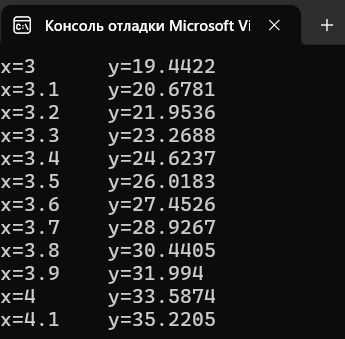 Консоль отладки Microsoft Vi
x=3 y=19.4422
x=3.1 y=20.6781
x=3.2 y=21.9536
x=3.3 y=23.2688
x=3.4 y=24.6237
x=3.5 y=26.0183
x=3.6 y=27.4526
x=3.7 y=28.9267
x=3.8 y=30.4405
x=3.9 y=31.994
x=4 y=33.5874
x=4.1 y=35.2205